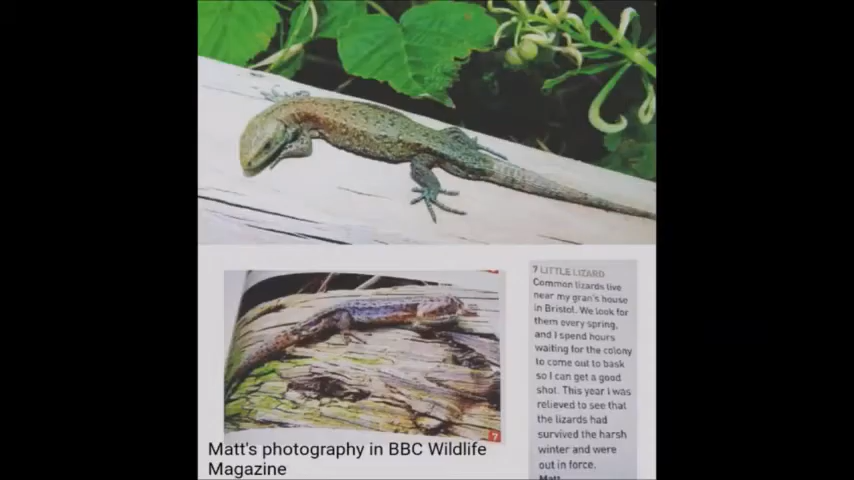 7 LITTLE LIZARD
Common lizards live
near my gran's house
in Bristol. We look for
them every spring,
and I spend hours
waiting for the colony
to come out to bask
so I can get a good
shot. This year I was
relieved to see that
the lizards had
survived the harsh
winter and were
out in force.
Matt
7
Matt's photography in BBC Wildlife
Magazine